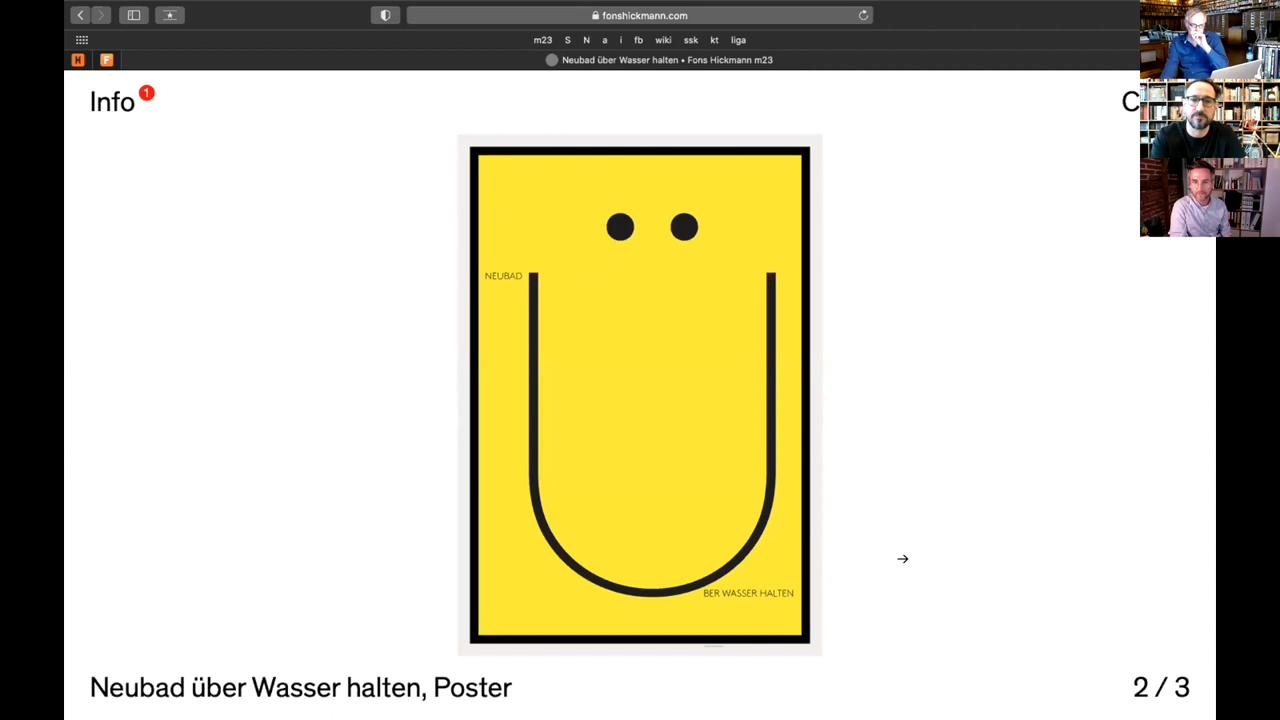 fonshickmann.com
m23 S N a i fb wiki ssk kt liga
H F
Neubad über Wasser halten • Fons Hickmann m23
Info 1
C
NEUBAD
Ü
BER WASSER HALTEN
Neubad über Wasser halten, Poster
2 / 3